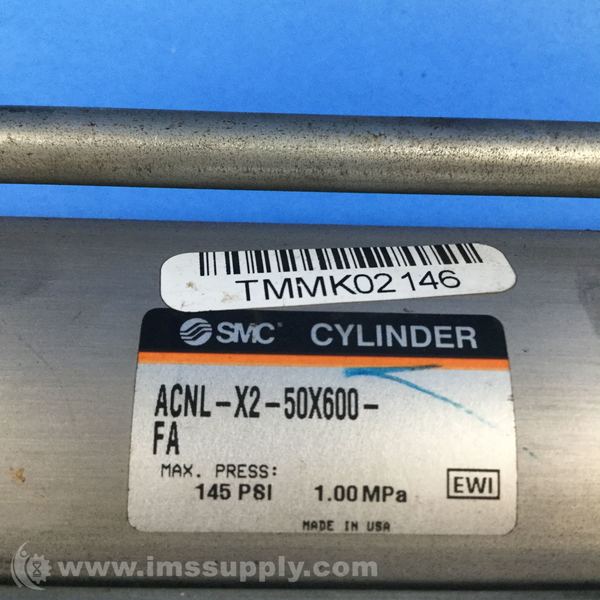 TMMK02146
SMC CYLINDER
ACNL-X2-50X600-
FA
MAX. PRESS:
145 PSI 1.00 MPa
EWI
MADE IN USA
www.imssupply.com